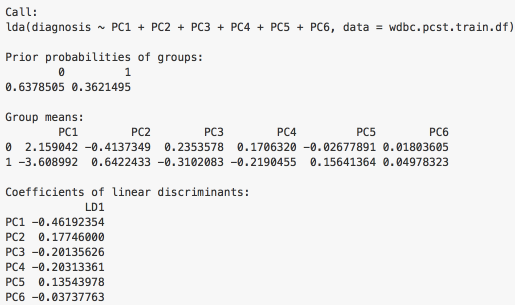 Call:
lda(diagnosis ~ PC1 + PC2 + PC3 + PC4 + PC5 + PC6, data = wdbc.pcst.train.df)
Prior probabilities of groups:
0 1
0.6378505 0.3621495
Group means:
PC1 PC2 PC3 PC4 PC5 PC6
0 2.159042 -0.4137349 0.2353578 0.1706320 -0.02677891 0.01803605
1 -3.608992 0.6422433 -0.3102083 -0.2190455 0.15641364 0.04978323
Coefficients of linear discriminants:
LD1
PC1 -0.46192354
PC2 0.17746000
PC3 -0.20135626
PC4 -0.20313361
PC5 0.13543978
PC6 -0.03737763